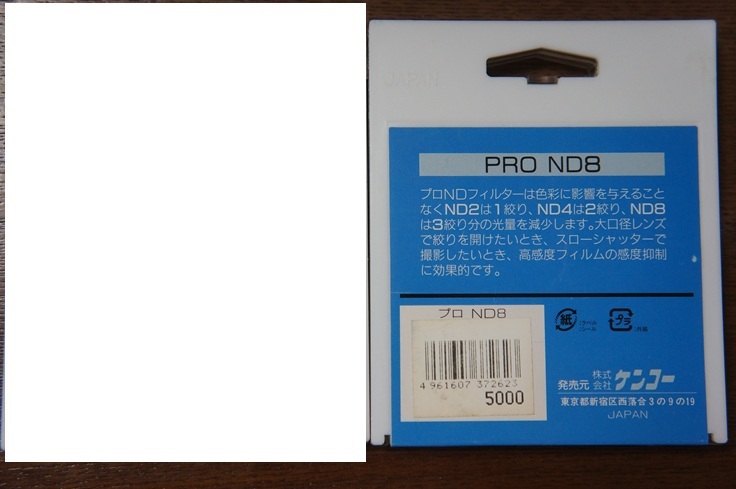 PRO ND8
プロNDフィルターは色彩に影響を与えること
なくND2は1絞り、ND4は2絞り、ND8
は3絞り分の光量を減少します。大口径レンズ
で絞りを開けたいとき、スローシャッターで
撮影したいとき、高感度フィルムの感度抑制
に効果的です。
プロ ND8
紙
プラ
4 961607 372623
5000
発売元 株式会社 ケンコー
東京都新宿区西落合3の9の19
JAPAN